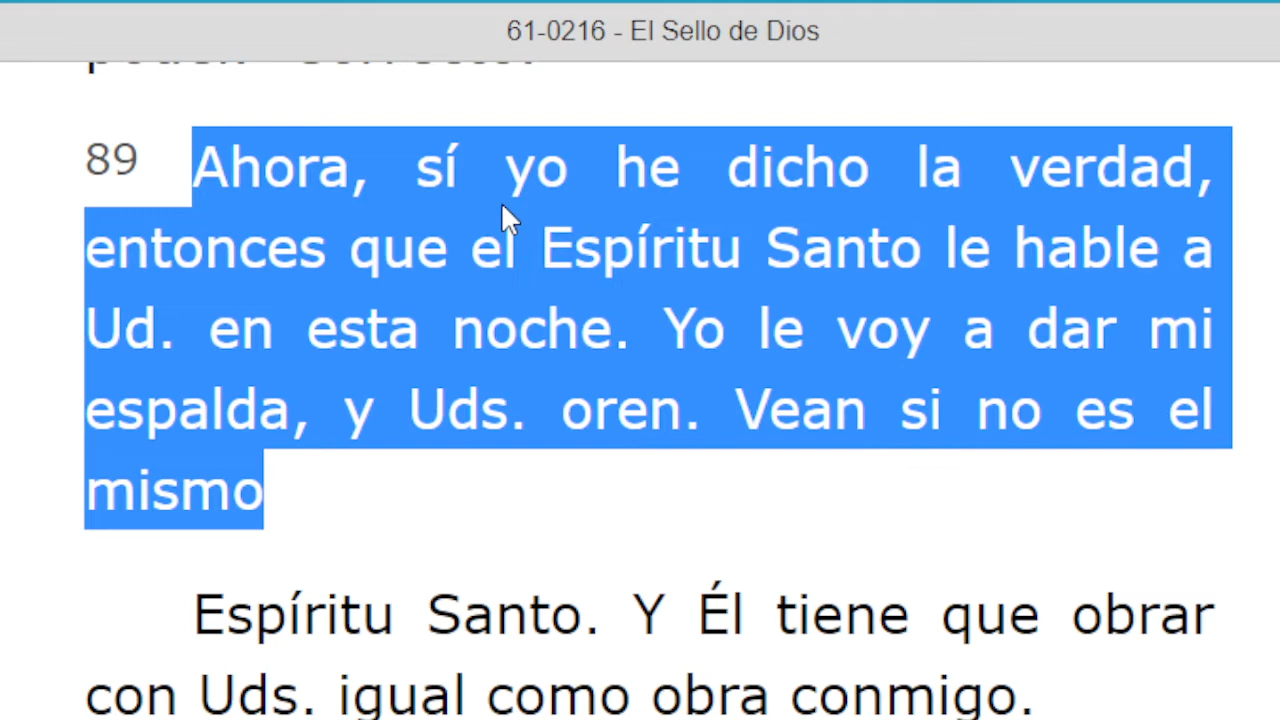 61-0216 - El Sello de Dios
89 Ahora, sí yo he dicho la verdad,
entonces que el Espíritu Santo le hable a
Ud. en esta noche. Yo le voy a dar mi
espalda, y Uds. oren. Vean si no es el
mismo
Espíritu Santo. Y Él tiene que obrar
con Uds. igual como obra conmigo.